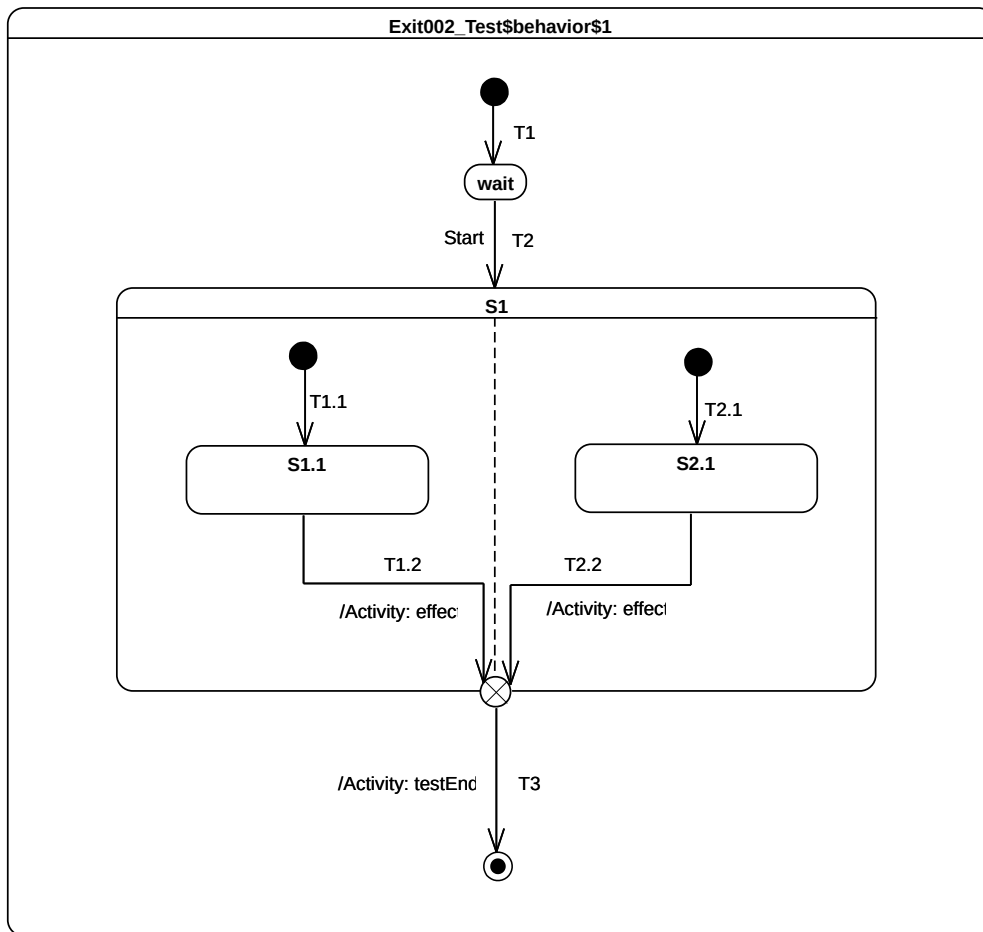 Exit002_Test$behavior$1
T1
wait
Start T2
S1
T1.1 T2.1
S1.1 S2.1
T1.2 T2.2
/Activity: effect /Activity: effect
/Activity: testEnd T3